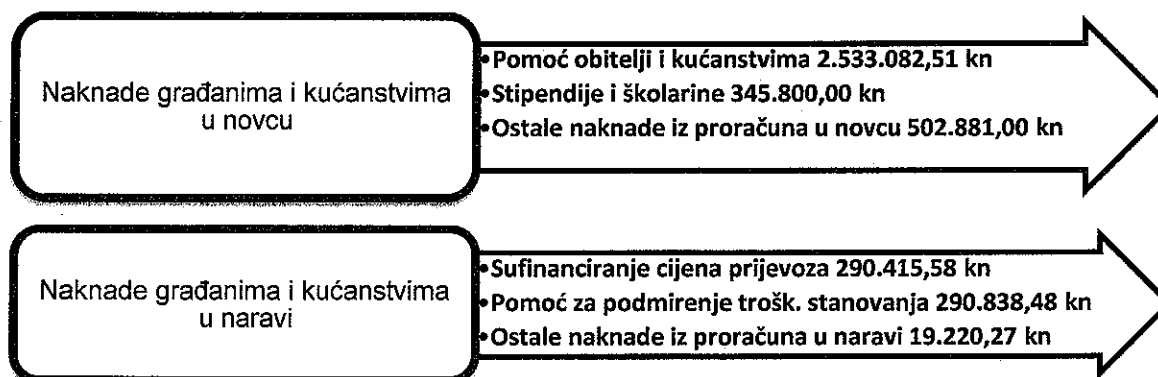 Naknade građanima i kućanstvima
u novcu
•Pomoć obitelji i kućanstvima 2.533.082,51 kn
•Stipendije i školarine 345.800,00 kn
•Ostale naknade iz proračuna u novcu 502.881,00 kn
Naknade građanima i kućanstvima
u naravi
•Sufinanciranje cijena prijevoza 290.415,58 kn
•Pomoć za podmirenje trošk. stanovanja 290.838,48 kn
•Ostale naknade iz proračuna u naravi 19.220,27 kn